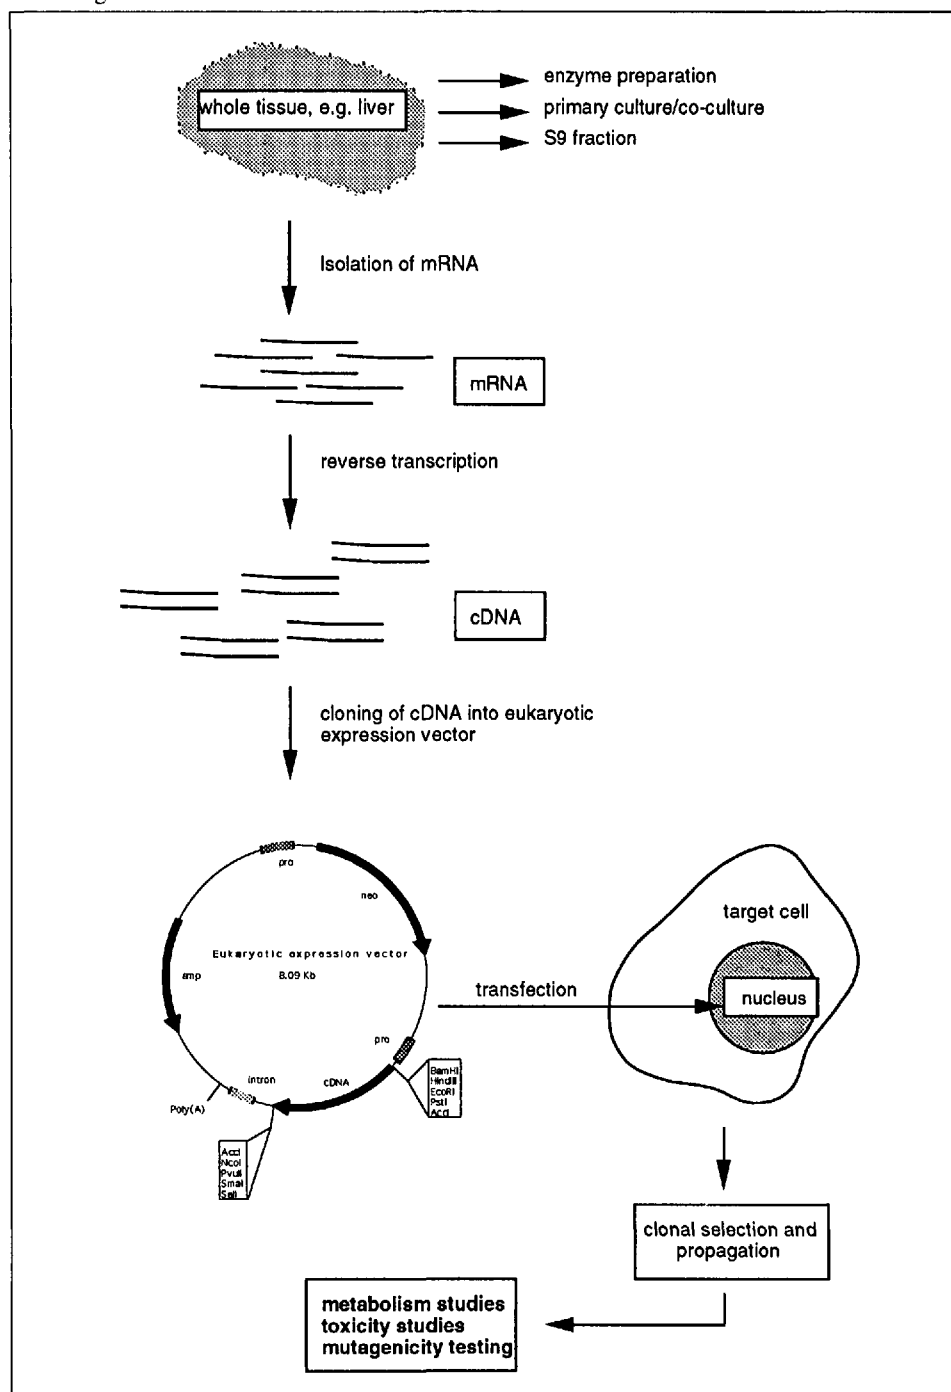 enzyme preparation
whole tissue, e.g. liver
primary culture/co-culture
S9 fraction
Isolation of mRNA
mRNA
reverse transcription
cDNA
cloning of cDNA into eukaryotic
expression vector
pro
neo
target cell
Eukaryotic expression vector
8.09 Kb
amp
transfection
nucleus
pro
intron
cDNA
Poly(A)
BamHI
HindIII
EcoRI
PstI
AccI
AccI
NcoI
PvuII
SmaI
SalI
clonal selection and
propagation
metabolism studies
toxicity studies
mutagenicity testing